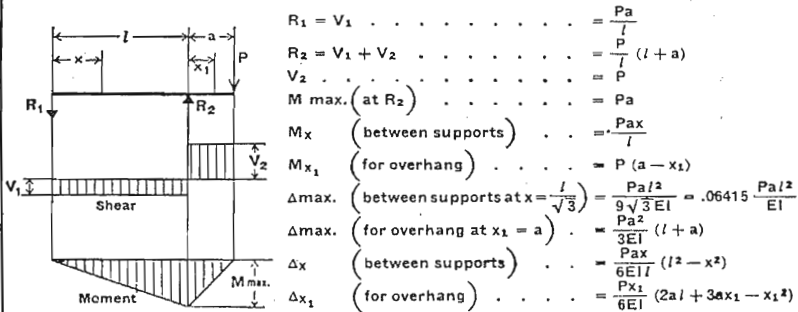 l
a
x
x₁
P
R₁
R₂
V₁
V₂
Shear
M max.
Moment
R₁ = V₁ . . . . . . . . . = Pa/l
R₂ = V₁ + V₂ . . . . . . . = P/l (l + a)
V₂ . . . . . . . . . . . = P
M max. (at R₂) . . . . . . = Pa
Mx (between supports) . . = Pax/l
Mx₁ (for overhang) . . . . = P (a — x₁)
Δmax. (between supports at x = l/√3) = Pal²/9√3 EI = .06415 Pal²/EI
Δmax. (for overhang at x₁ = a) . = Pa²/3EI (l + a)
Δx (between supports) . . = Pax/6EIl (l² — x²)
Δx₁ (for overhang) . . . . = Px₁/6EI (2al + 3ax₁ — x₁²)